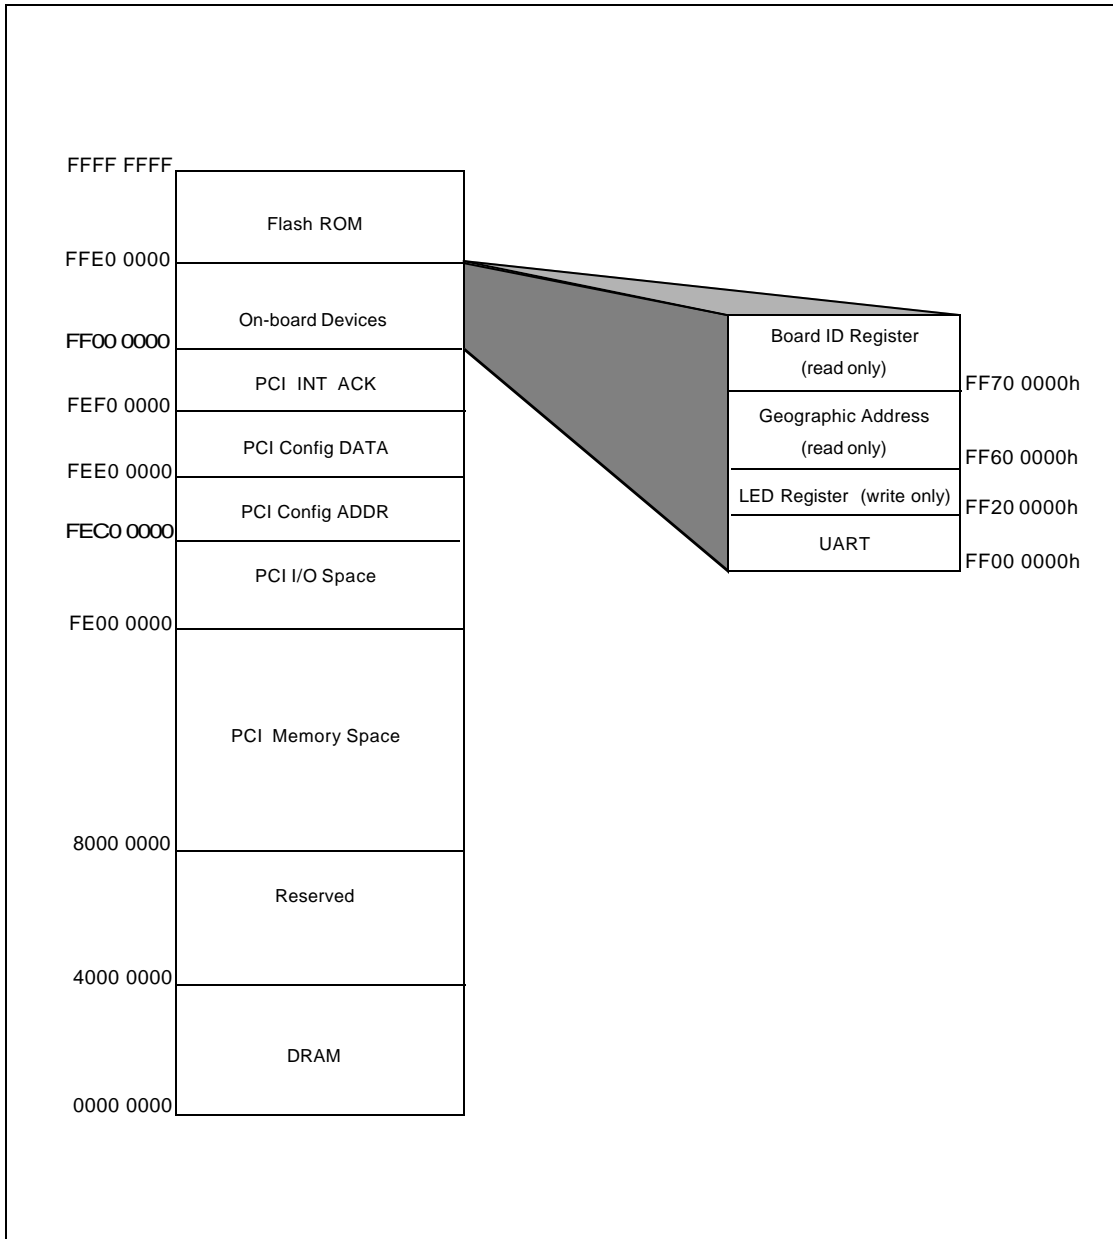 FFFF FFFF
Flash ROM
FFE0 0000
On-board Devices
FF00 0000
PCI INT ACK
FEF0 0000
PCI Config DATA
FEE0 0000
PCI Config ADDR
FEC0 0000
PCI I/O Space
FE00 0000
PCI Memory Space
8000 0000
Reserved
4000 0000
DRAM
0000 0000
Board ID Register
(read only)
FF70 0000h
Geographic Address
(read only)
FF60 0000h
LED Register (write only)
FF20 0000h
UART
FF00 0000h